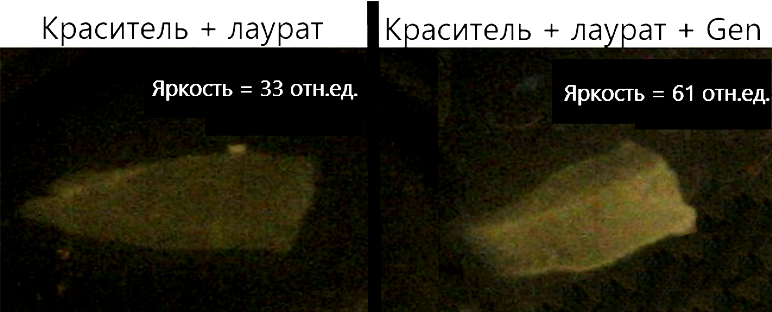 Краситель + лаурат
Краситель + лаурат + Gen
Яркость = 33 отн.ед.
Яркость = 61 отн.ед.